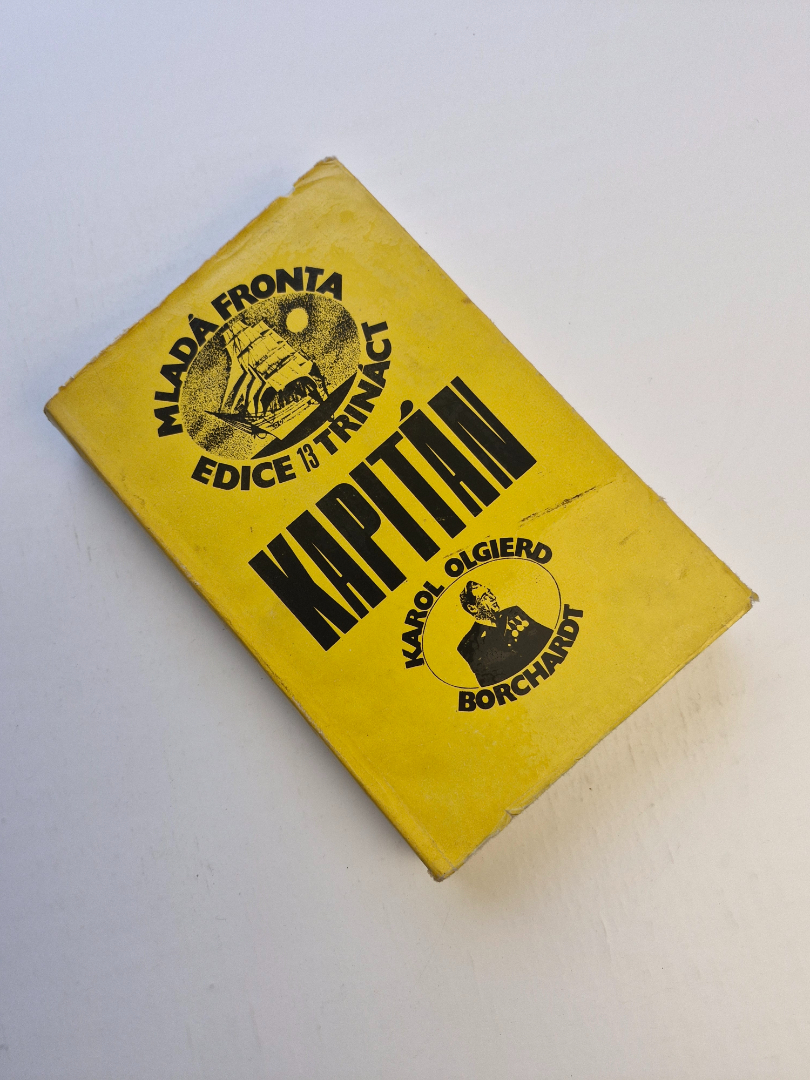 MLADÁ FRONTA
EDICE 13 TŘINÁCT
KAPITÁN
KAROL OLGIERD
BORCHARDT